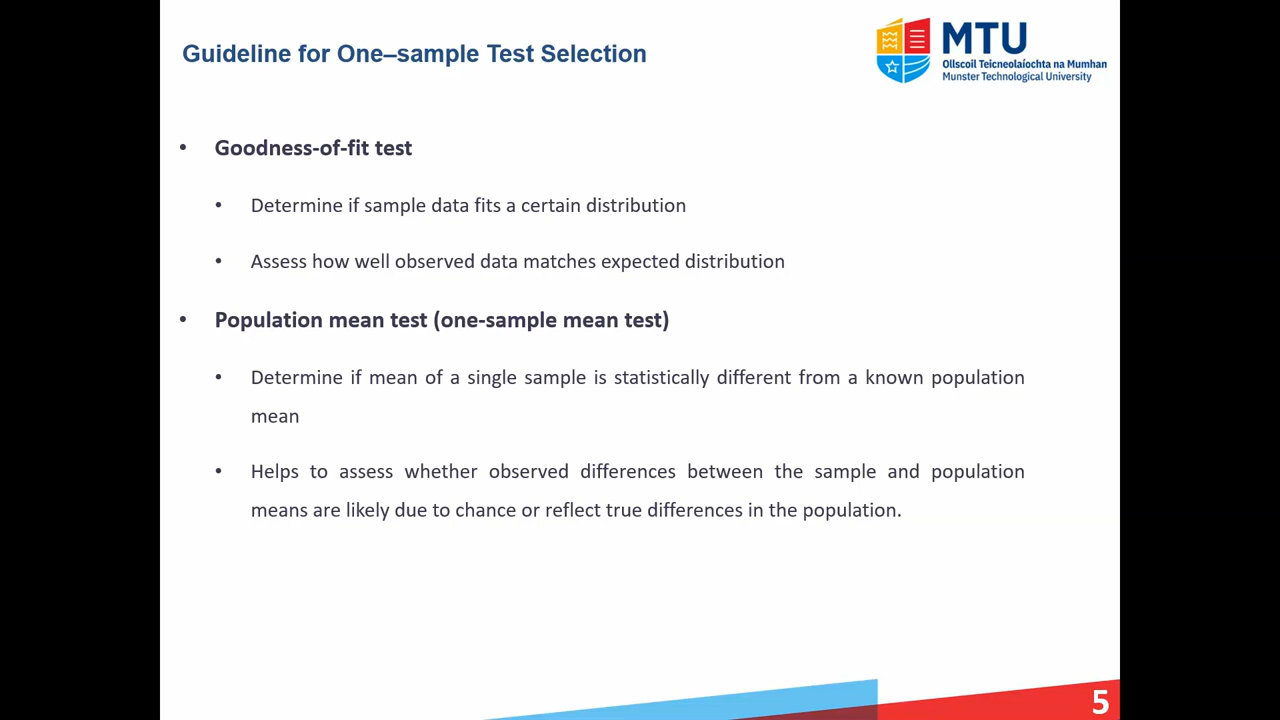 Guideline for One–sample Test Selection
MTU
Ollscoil Teicneolaíochta na Mumhan
Munster Technological University
• Goodness-of-fit test
• Determine if sample data fits a certain distribution
• Assess how well observed data matches expected distribution
• Population mean test (one-sample mean test)
• Determine if mean of a single sample is statistically different from a known population
mean
• Helps to assess whether observed differences between the sample and population
means are likely due to chance or reflect true differences in the population.
5